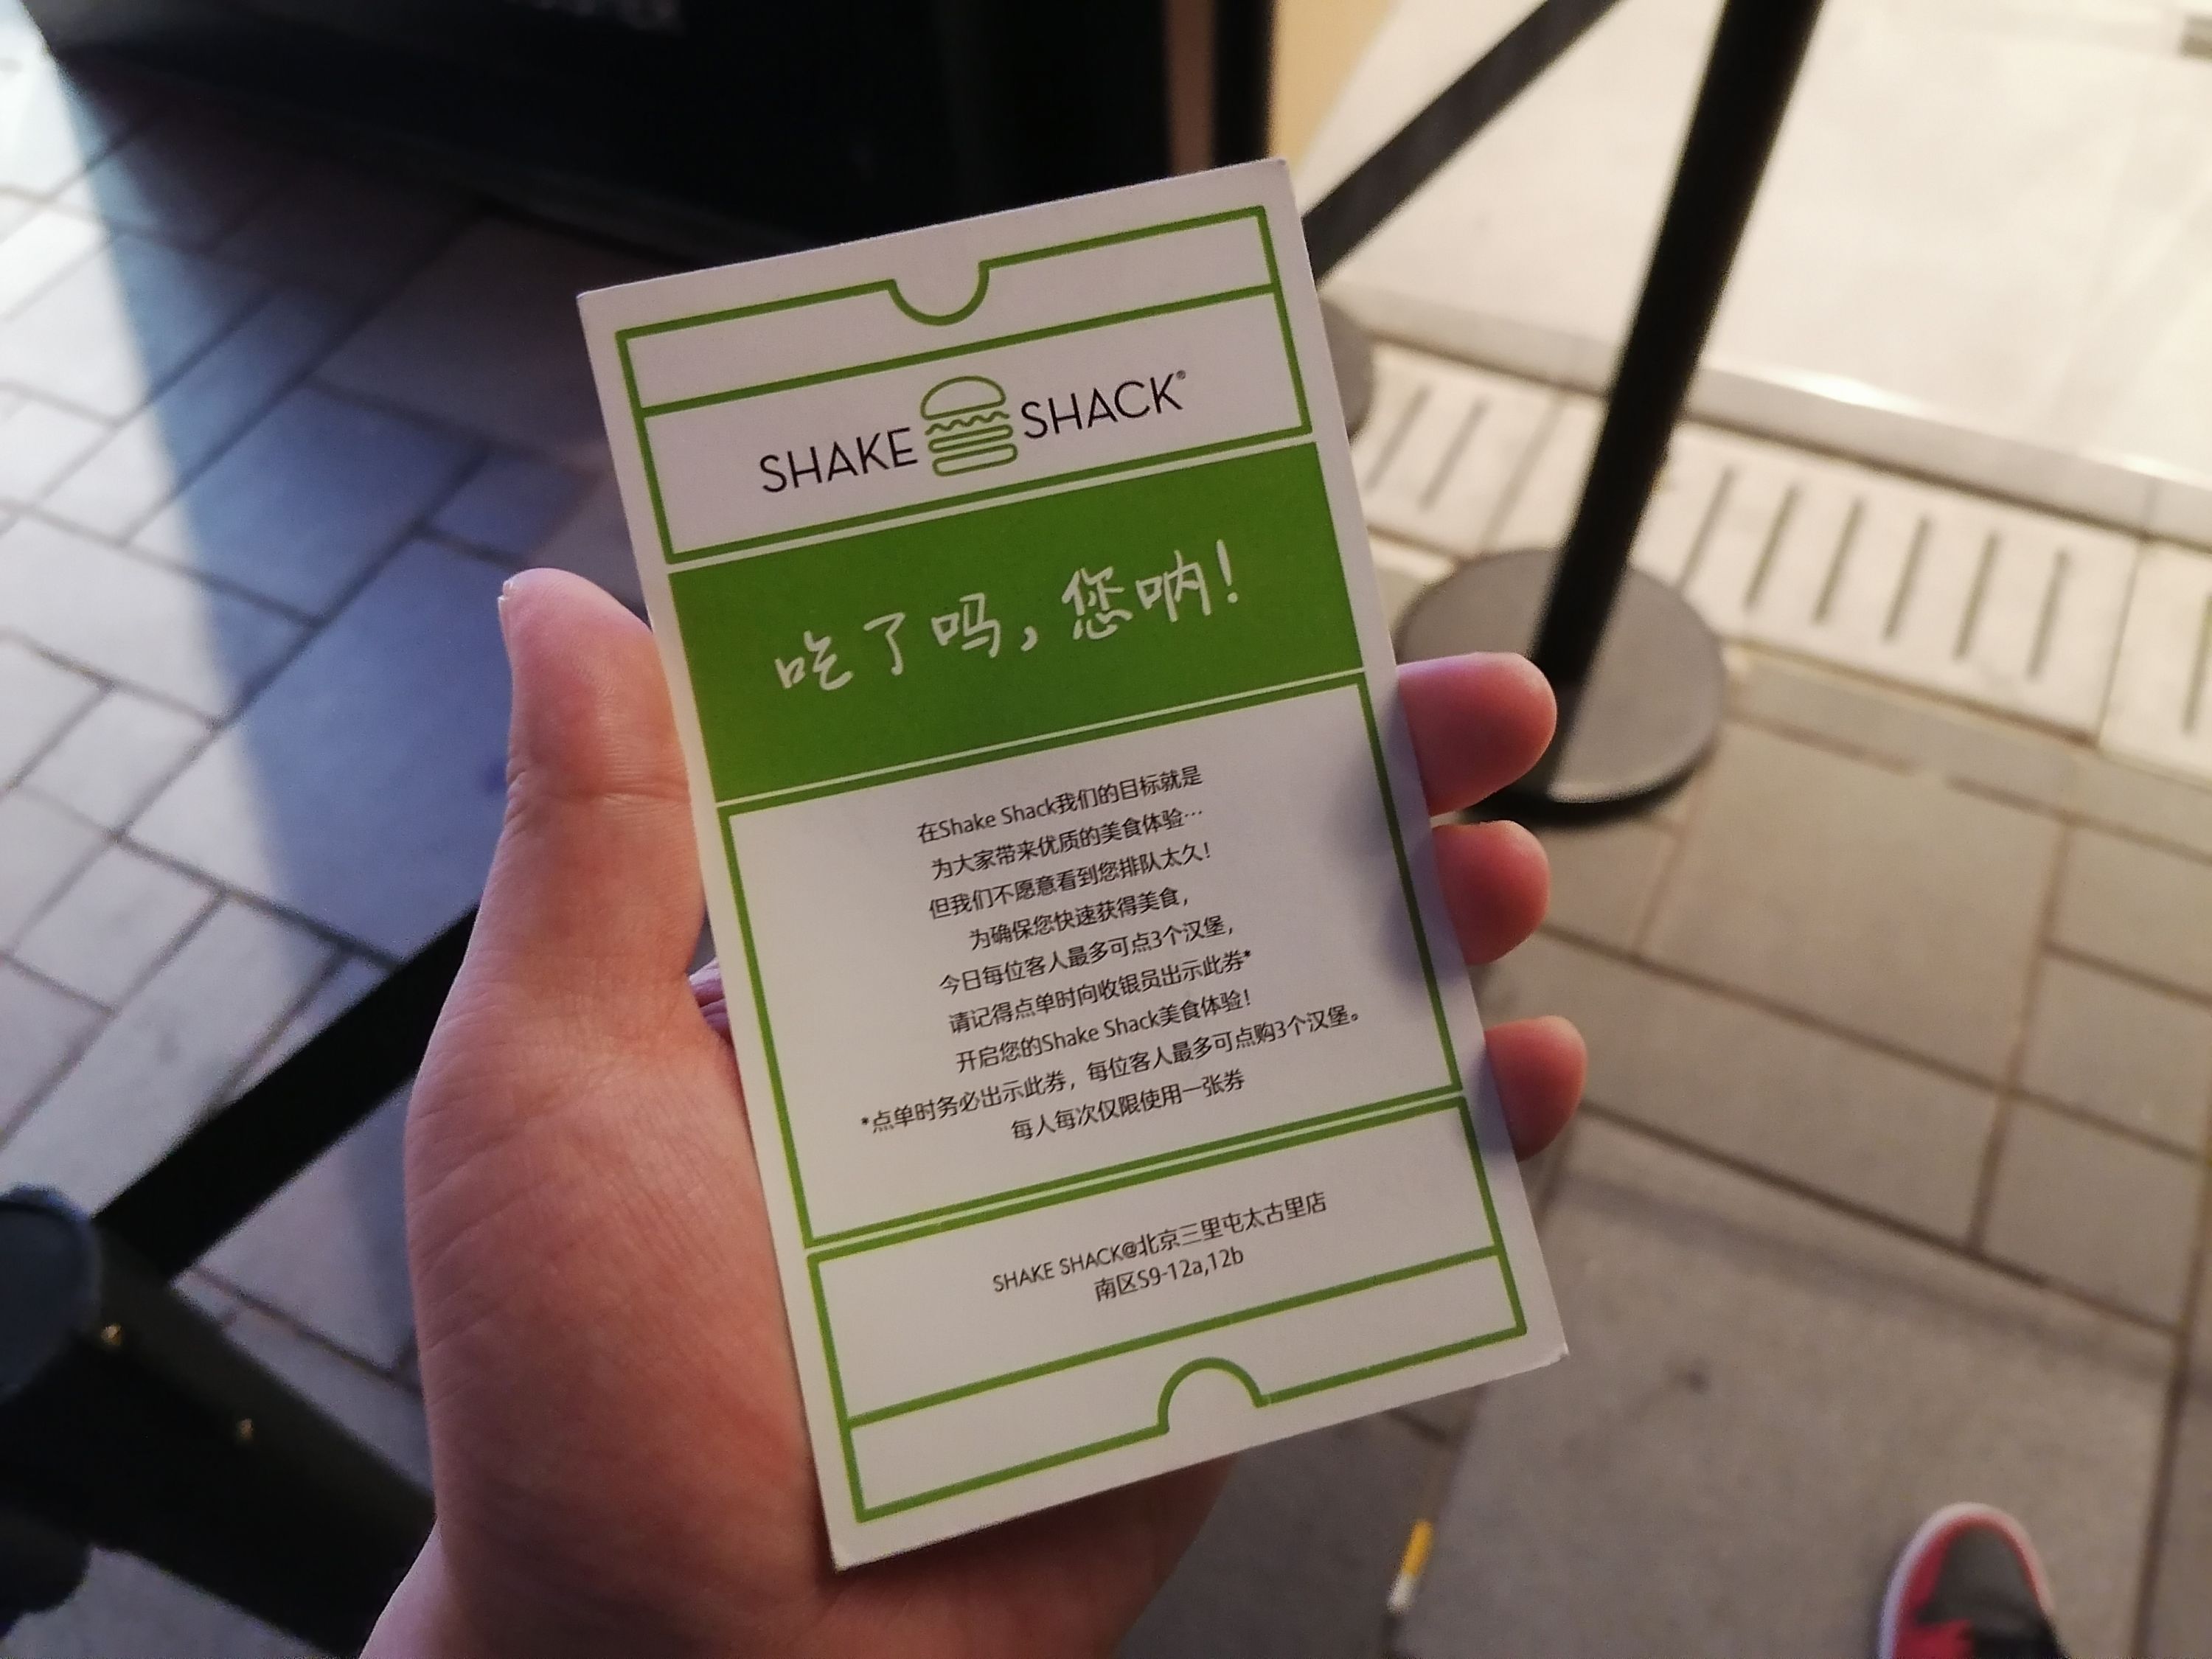 SHAKE SHACK®
吃了吗，您呐！
在Shake Shack我们的目标就是
为大家带来优质的美食体验…
但我们不愿意看到您排队太久！
为确保您快速获得美食，
今日每位客人最多可点3个汉堡，
请记得点单时向收银员出示此券*
开启您的Shake Shack美食体验！
*点单时务必出示此券，每位客人最多可点购3个汉堡。
每人每次仅限使用一张券
SHAKE SHACK@北京三里屯太古里店
南区S9-12a,12b